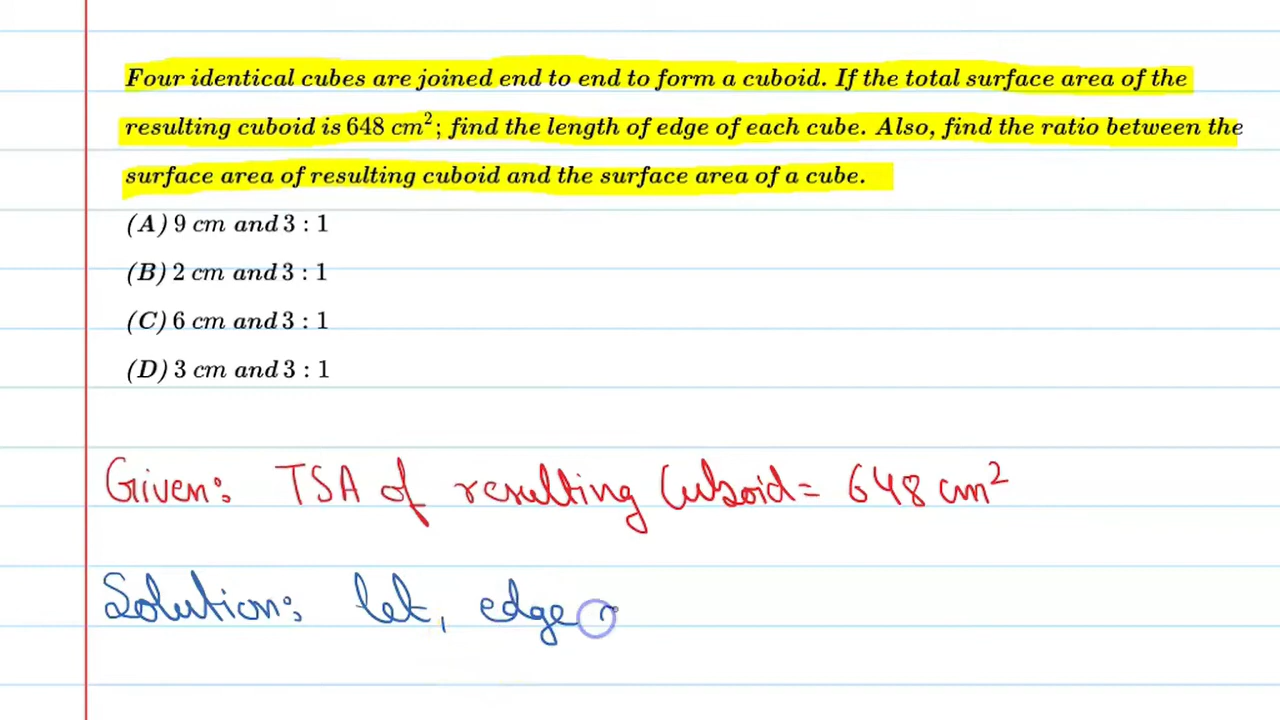 Four identical cubes are joined end to end to form a cuboid. If the total surface area of the
resulting cuboid is 648 cm²; find the length of edge of each cube. Also, find the ratio between the
surface area of resulting cuboid and the surface area of a cube.
(A) 9 cm and 3 : 1
(B) 2 cm and 3 : 1
(C) 6 cm and 3 : 1
(D) 3 cm and 3 : 1
Given: TSA of resulting Cuboid = 648 cm²
Solution: let, edge